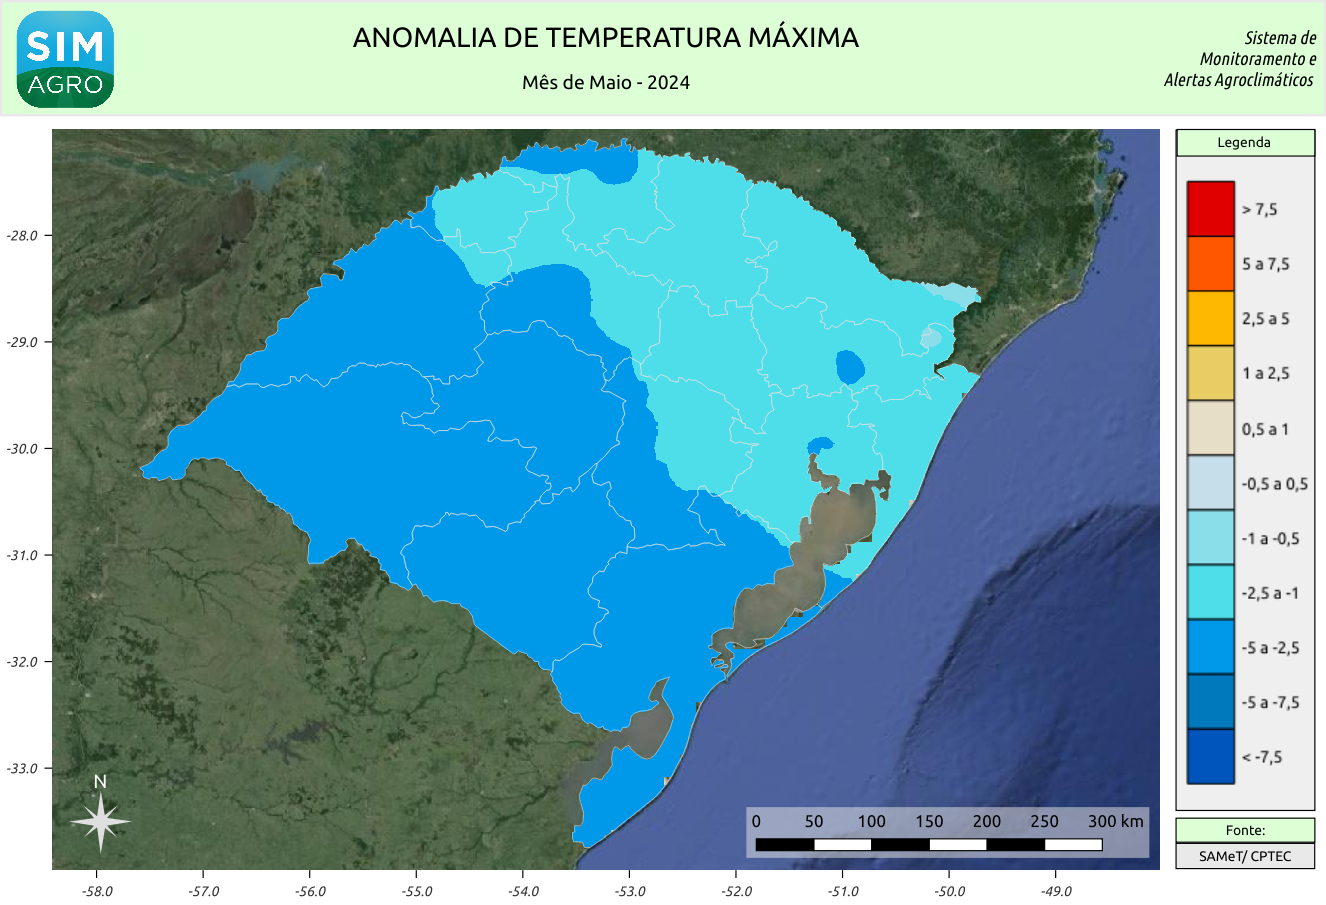 SIM
AGRO
ANOMALIA DE TEMPERATURA MÁXIMA
Mês de Maio - 2024
Sistema de
Monitoramento e
Alertas Agroclimáticos
Legenda
> 7,5
5 a 7,5
2,5 a 5
1 a 2,5
0,5 a 1
-0,5 a 0,5
-1 a -0,5
-2,5 a -1
-5 a -2,5
-5 a -7,5
< -7,5
Fonte:
SAMeT/ CPTEC
-28.0
-29.0
-30.0
-31.0
-32.0
-33.0
N
0 50 100 150 200 250 300 km
-58.0 -57.0 -56.0 -55.0 -54.0 -53.0 -52.0 -51.0 -50.0 -49.0